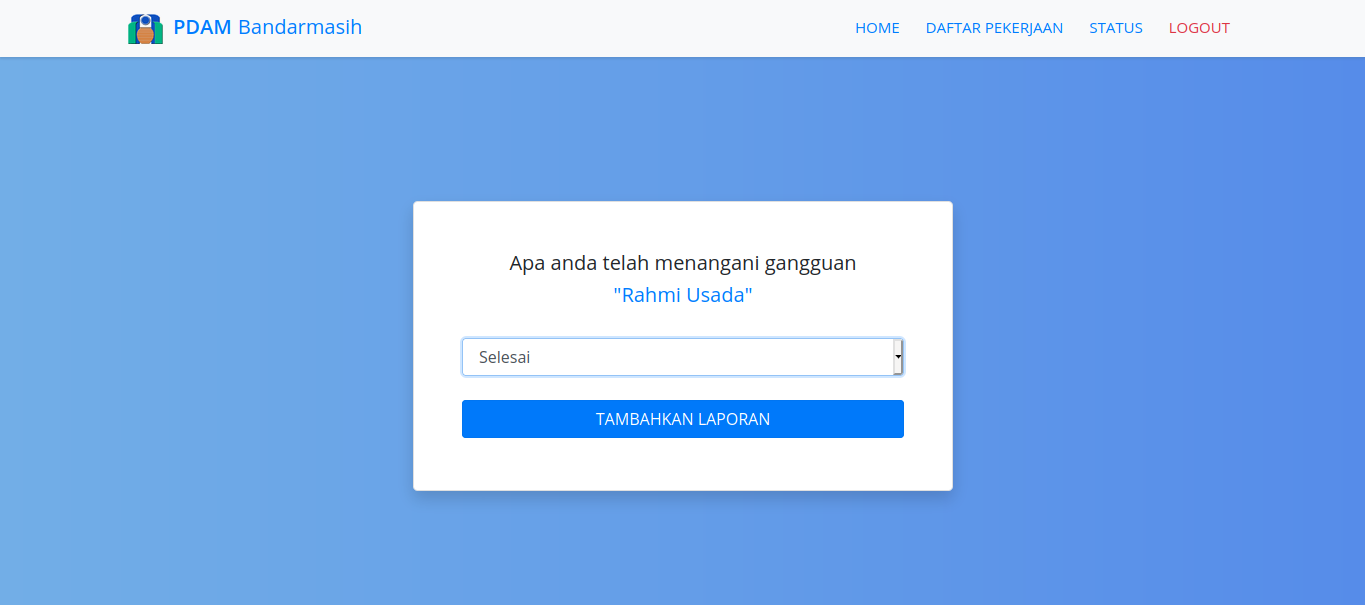 PDAM Bandarmasih
HOME DAFTAR PEKERJAAN STATUS LOGOUT
Apa anda telah menangani gangguan
"Rahmi Usada"
Selesai
TAMBAHKAN LAPORAN